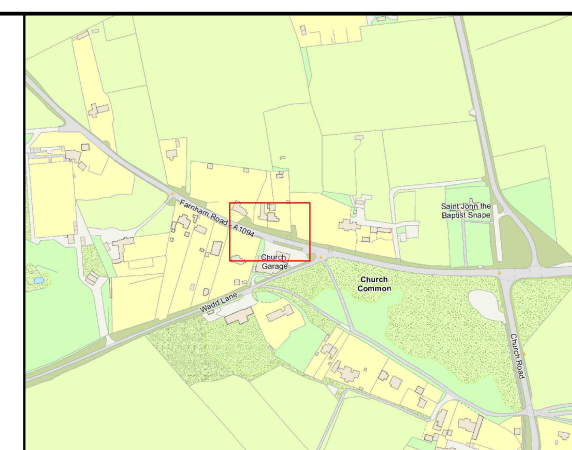 Saint John the
Baptist Snape
Farnham Road - A1094
Church
Garage
Church
Common
Wadd Lane
Church Road